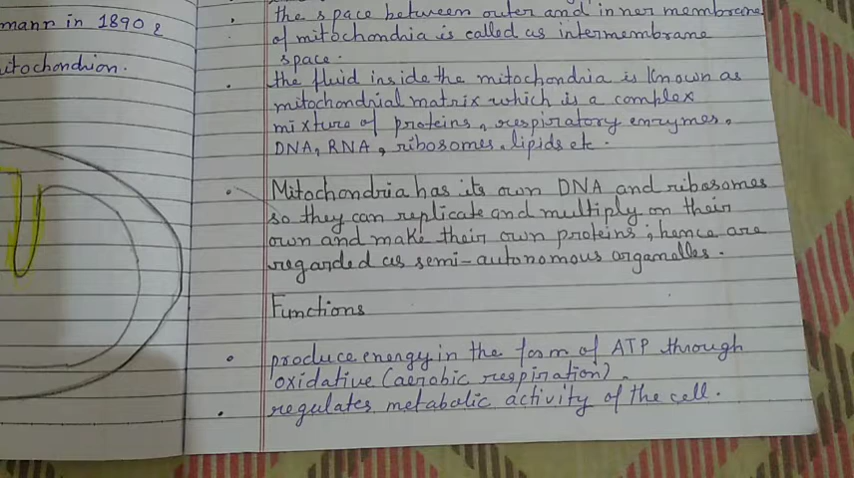 mann in 1890 &
itochondrion.
the space between outer and inner membrane
of mitochondria is called as intermembrane
space.
the fluid inside the mitochondria is known as
mitochondrial matrix which is a complex
mixture of proteins, respiratory enzymes,
DNA, RNA, ribosomes, lipids etc.
Mitochondria has its own DNA and ribosomes
so they can replicate and multiply on their
own and make their own proteins; hence are
regarded as semi-autonomous organelles.
Functions
produce energy in the form of ATP through
oxidative (aerobic respiration).
regulates metabolic activity of the cell.